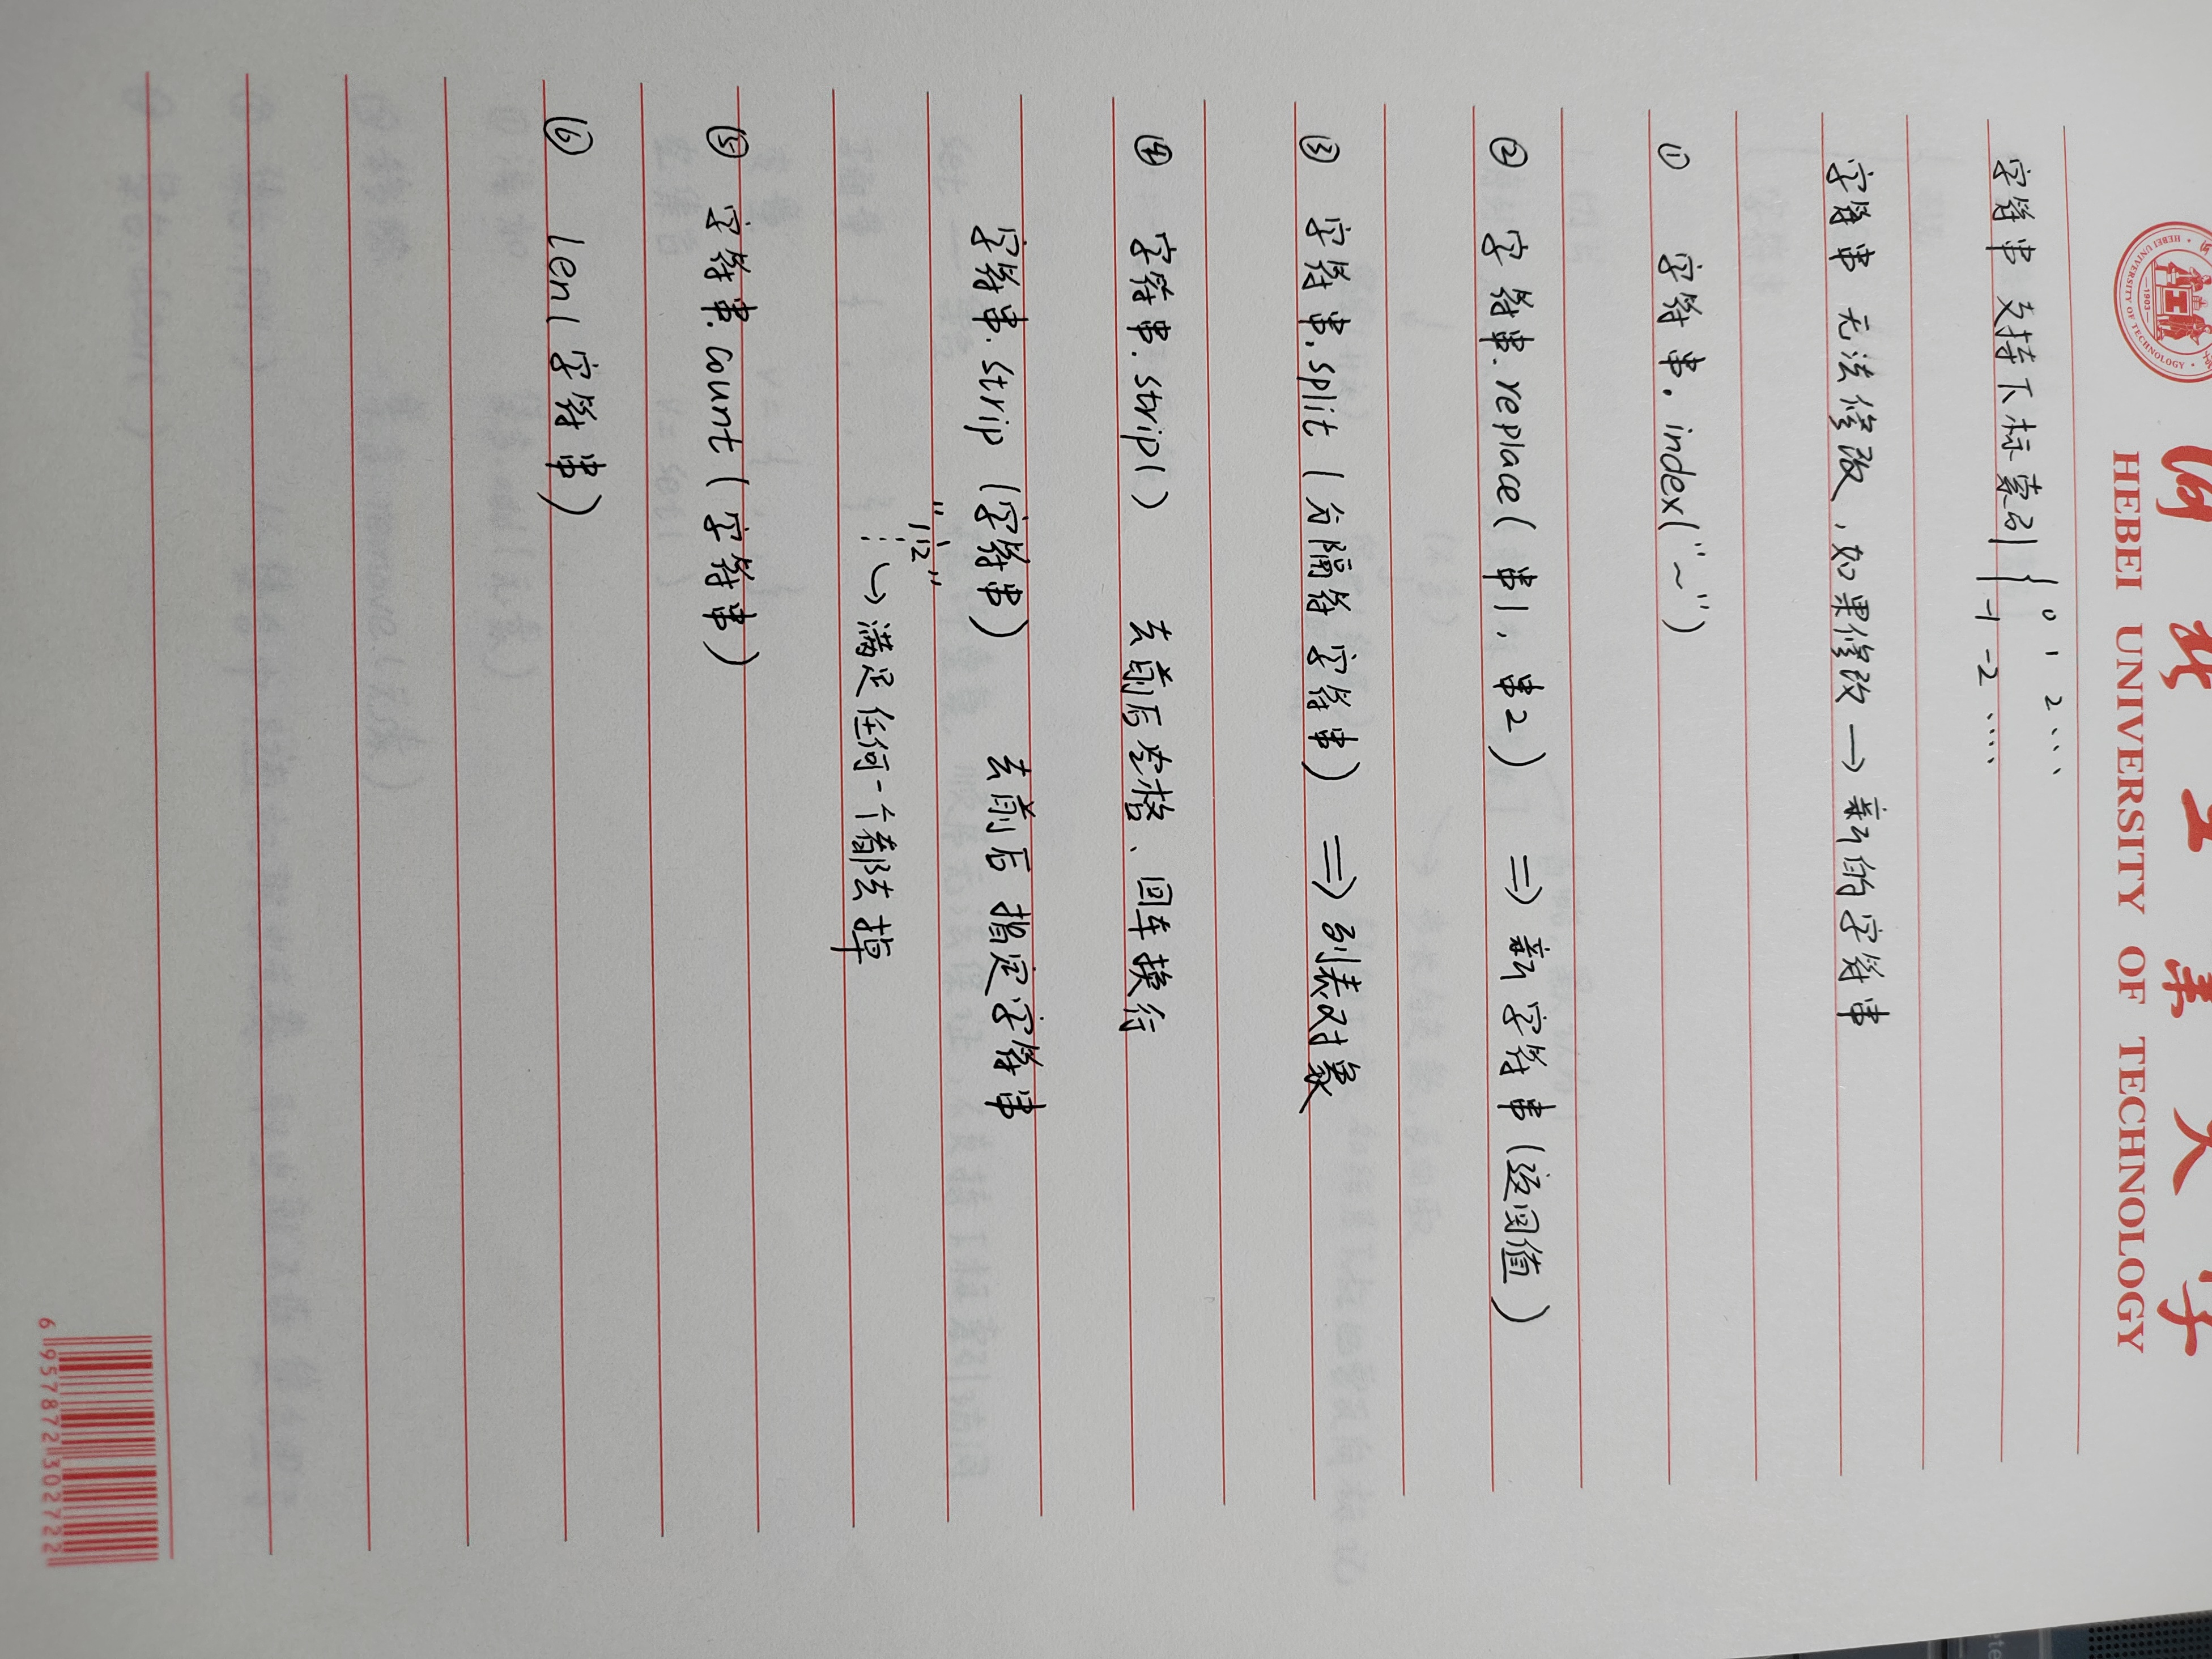 河北工业大学
HEBEI UNIVERSITY OF TECHNOLOGY
1903
HEBEI UNIVERSITY OF TECHNOLOGY
字符串 支持下标索引 { 0 1 2 ...
-1 -2 ....
字符串 无法修改,如果修改 → 新的字符串
① 字符串. index("~")
② 字符串.replace( 串1, 串2 ) => 新字符串(返回值)
③ 字符串.split (分隔符 字符串) => 列表对象
④ 字符串. strip() 去前后空格、回车换行
字符串. strip (字符串) 去前后 指定字符串
"12"
↪ 满足任何一个都去掉
⑤ 字符串.count(字符串)
⑥ len(字符串)
6 957872 302722